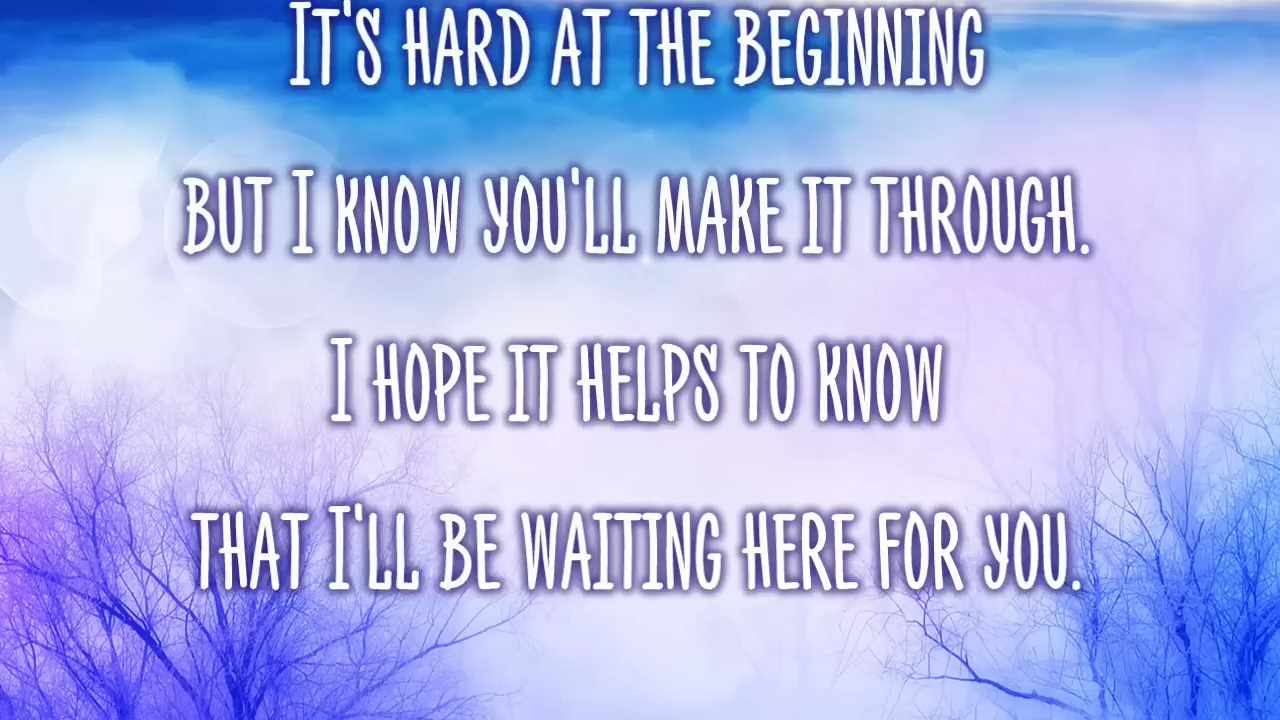 It's hard at the beginning
but I know you'll make it through.
I hope it helps to know
that I'll be waiting here for you.